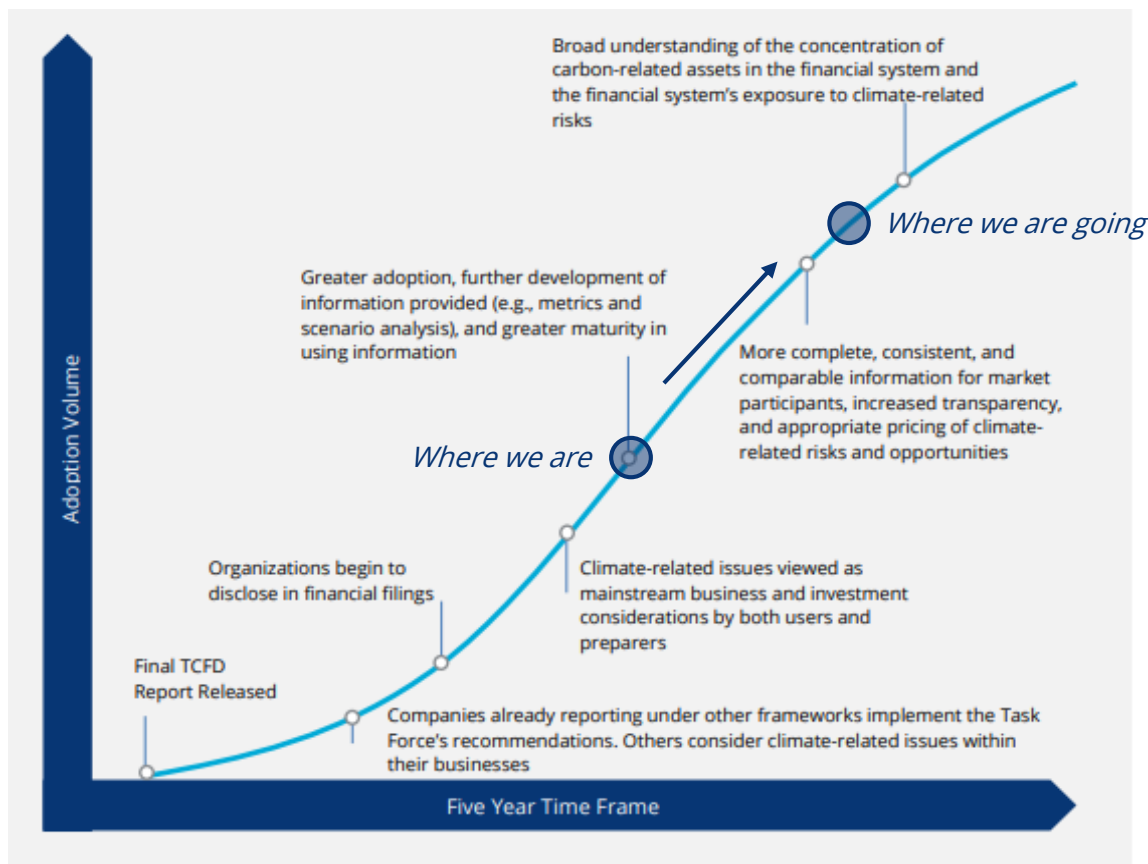 Broad understanding of the concentration of
carbon-related assets in the financial system and
the financial system's exposure to climate-related
risks
Where we are going
Greater adoption, further development of
information provided (e.g., metrics and
scenario analysis), and greater maturity in
using information
More complete, consistent, and
comparable information for market
participants, increased transparency,
and appropriate pricing of climate-
related risks and opportunities
Adoption Volume
Where we are
Organizations begin to
disclose in financial filings
Climate-related issues viewed as
mainstream business and investment
considerations by both users and
preparers
Final TCFD
Report Released
Companies already reporting under other frameworks implement the Task
Force's recommendations. Others consider climate-related issues within
their businesses
Five Year Time Frame